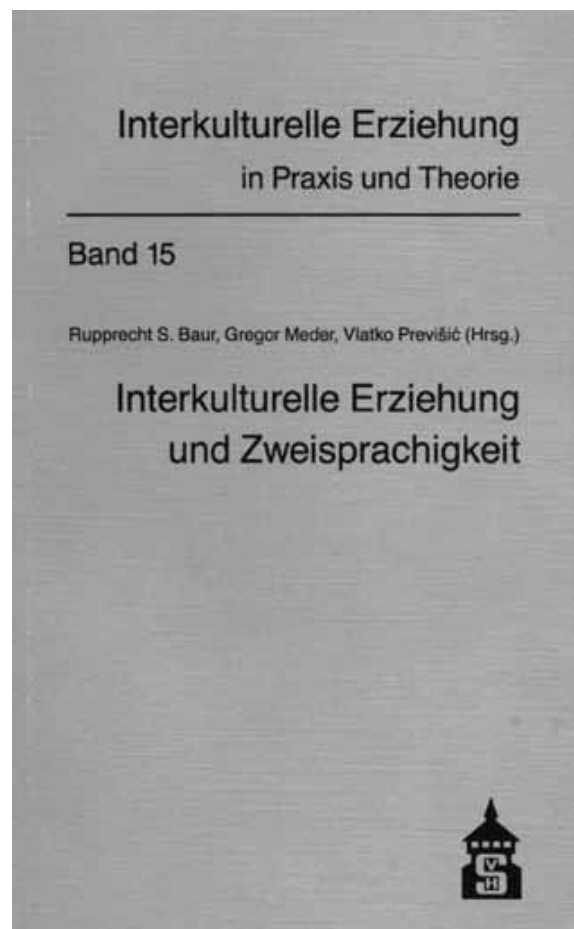 Interkulturelle Erziehung
in Praxis und Theorie
Band 15
Rupprecht S. Baur, Gregor Meder, Vlatko Previšić (Hrsg.)
Interkulturelle Erziehung
und Zweisprachigkeit
V
S
H